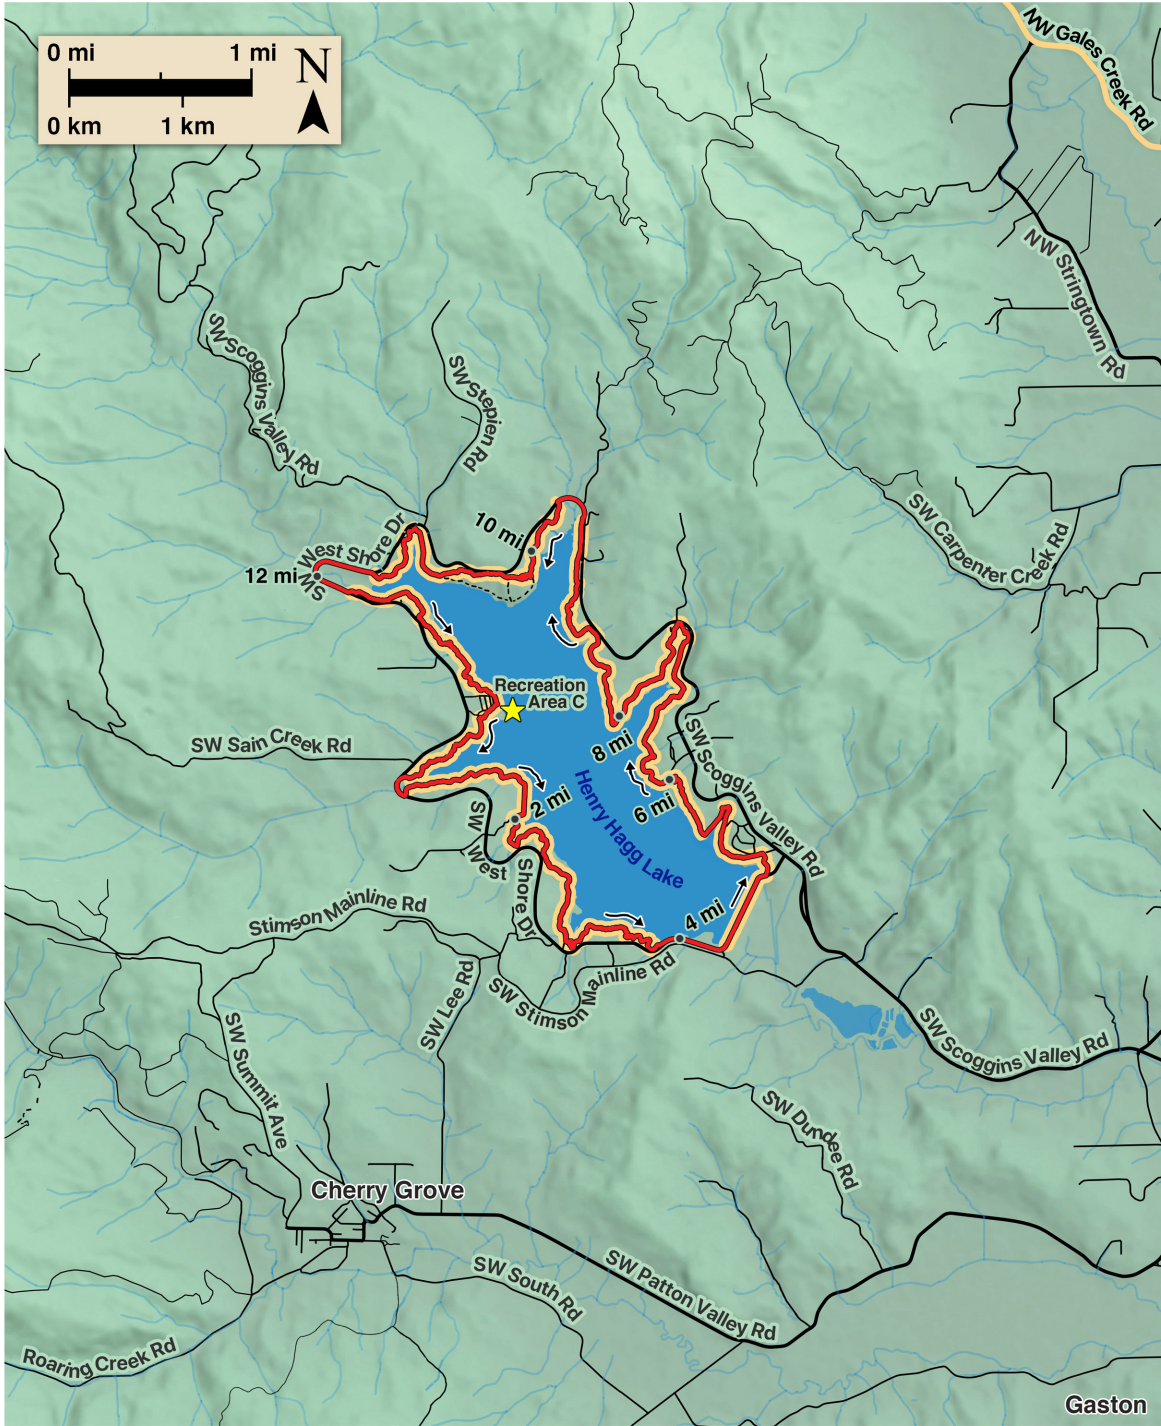 0 mi 1 mi
N
0 km 1 km
NW Gales Creek Rd
NW Stringtown Rd
SW Scoggins Valley Rd
SW Stepien Rd
SW Carpenter Creek Rd
10 mi
West Shore Dr
12 mi
MS
Recreation
Area C
SW Sain Creek Rd
8 mi
SW Scoggins Valley Rd
6 mi
2 mi
Henry Hagg Lake
SW West Shore Dr
4 mi
Stimson Mainline Rd
SW Lee Rd
SW Stimson Mainline Rd
SW Summit Ave
SW Scoggins Valley Rd
SW Dundee Rd
Cherry Grove
SW South Rd
SW Patton Valley Rd
Roaring Creek Rd
Gaston